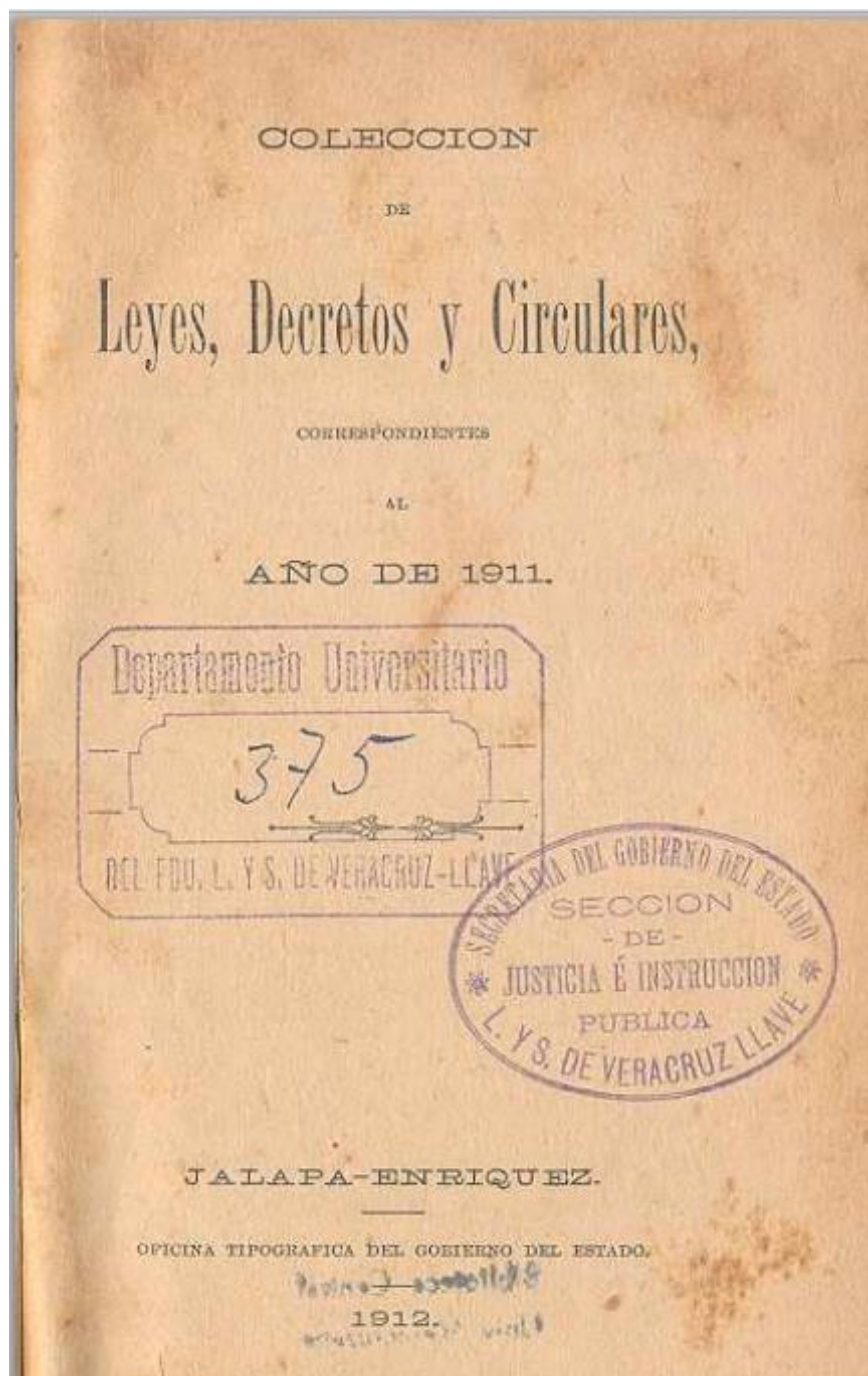 COLECCION
DE
Leyes, Decretos y Circulares,
CORRESPONDIENTES
AL
AÑO DE 1911.
Departamento Universitario
375
DEL EDO. L. Y S. DE VERACRUZ-LLAVE
SECRETARIA DEL GOBIERNO DEL ESTADO
SECCION
- DE -
JUSTICIA É INSTRUCCION
PUBLICA
L. Y S. DE VERACRUZ LLAVE
JALAPA-ENRIQUEZ.
OFICINA TIPOGRAFICA DEL GOBIERNO DEL ESTADO.
Biblioteca Central
1912.